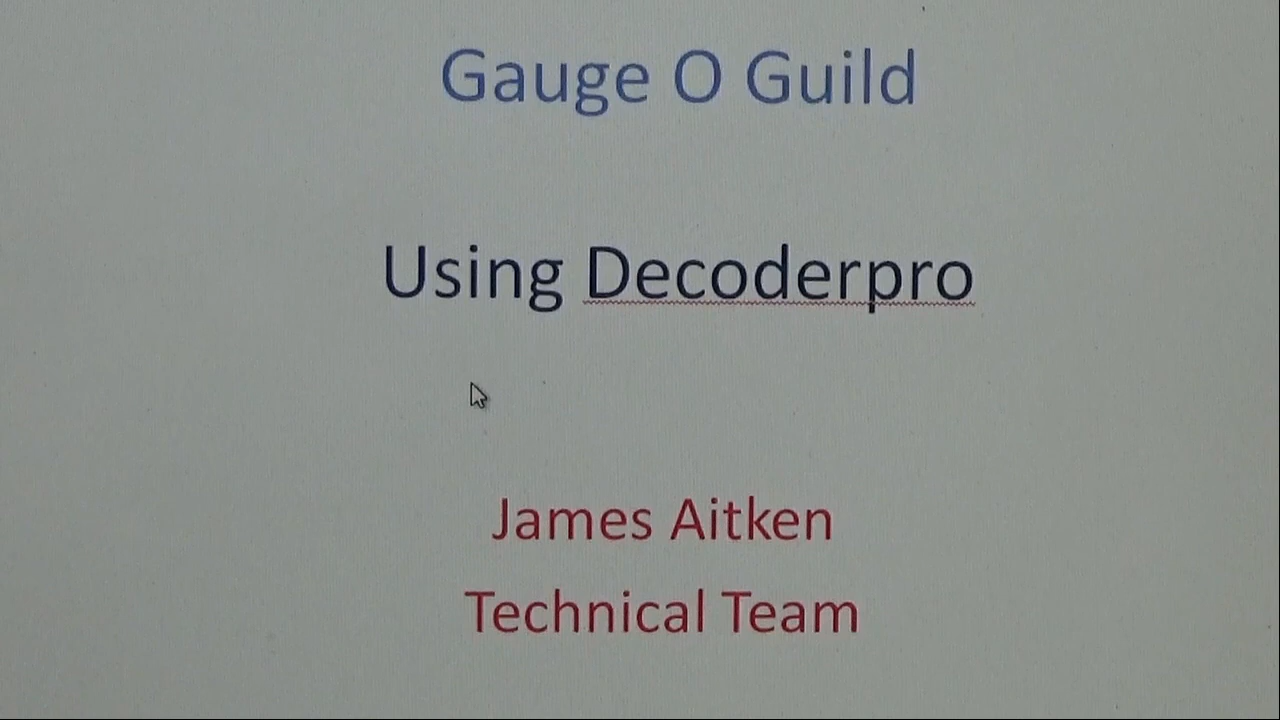 Gauge O Guild
Using Decoderpro
James Aitken
Technical Team